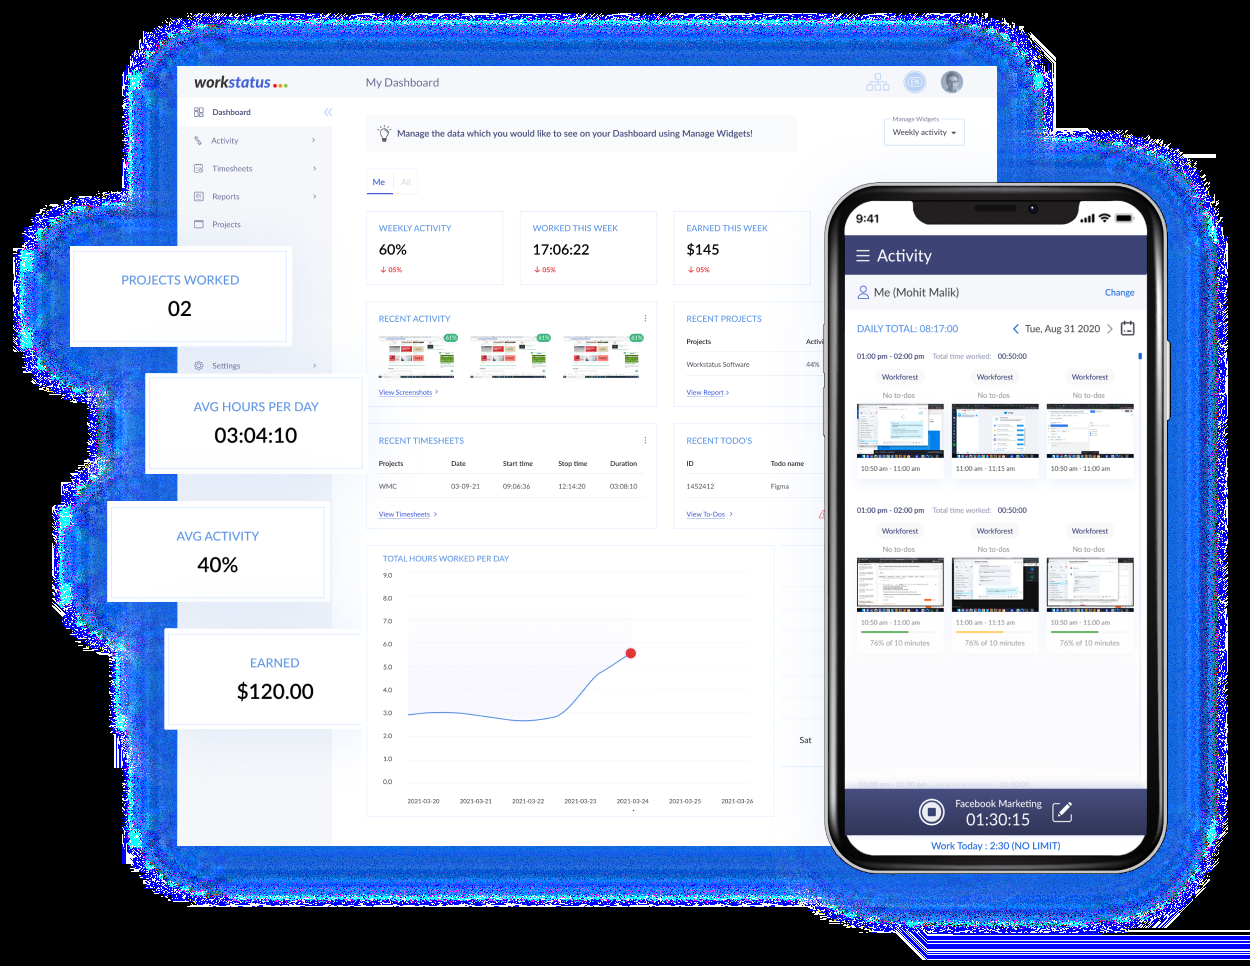 workstatus
My Dashboard
EN
Dashboard
Activity
Timesheets
Reports
Projects
Settings
Manage the data which you would like to see on your Dashboard using Manage Widgets!
Manage Widgets
Weekly activity
Me
All
WEEKLY ACTIVITY
60%
05%
WORKED THIS WEEK
17:06:22
05%
EARNED THIS WEEK
$145
05%
PROJECTS WORKED
02
AVG HOURS PER DAY
03:04:10
AVG ACTIVITY
40%
EARNED
$120.00
RECENT ACTIVITY
61%
61%
61%
View Screenshots
RECENT PROJECTS
Projects
Activi
Workstatus Software
44%
View Report
RECENT TIMESHEETS
Projects Date Start time Stop time Duration
WMC 03-09-21 09:06:36 12:14:20 03:08:10
View Timesheets
RECENT TODO'S
ID Todo name
1452412 Figma
View To-Dos
TOTAL HOURS WORKED PER DAY
9.0
8.0
7.0
6.0
5.0
4.0
3.0
2.0
1.0
0.0
2021-03-20 2021-03-21 2021-03-22 2021-03-23 2021-03-24 2021-03-25 2021-03-26
Sat
9:41
Activity
Me (Mohit Malik)
Change
DAILY TOTAL: 08:17:00
Tue, Aug 31 2020
01:00 pm - 02:00 pm Total time worked: 00:50:00
Workforest Workforest Workforest
No to-dos No to-dos No to-dos
10:50 am - 11:00 am 11:00 am - 11:15 am 10:50 am - 11:00 am
01:00 pm - 02:00 pm Total time worked: 00:50:00
Workforest Workforest Workforest
No to-dos No to-dos No to-dos
10:50 am - 11:00 am 11:00 am - 11:15 am 10:50 am - 11:00 am
76% of 10 minutes 76% of 10 minutes 76% of 10 minutes
Facebook Marketing
01:30:15
Work Today : 2:30 (NO LIMIT)